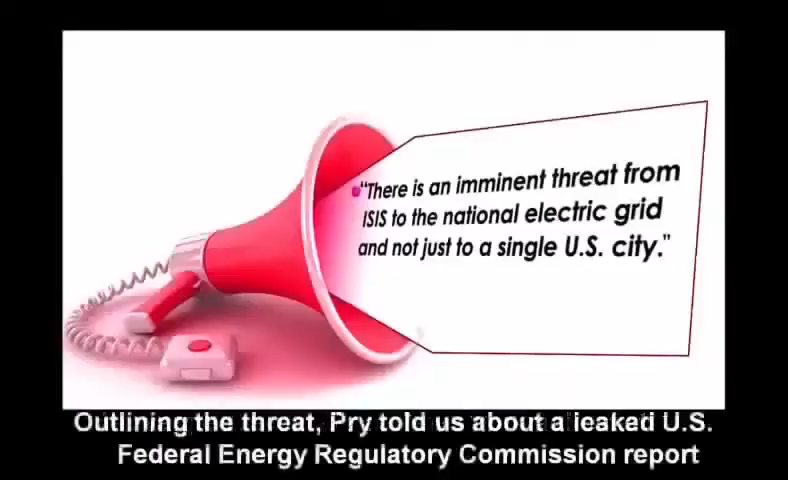 "There is an imminent threat from
ISIS to the national electric grid
and not just to a single U.S. city."
Outlining the threat, Pry told us about a leaked U.S.
Federal Energy Regulatory Commission report